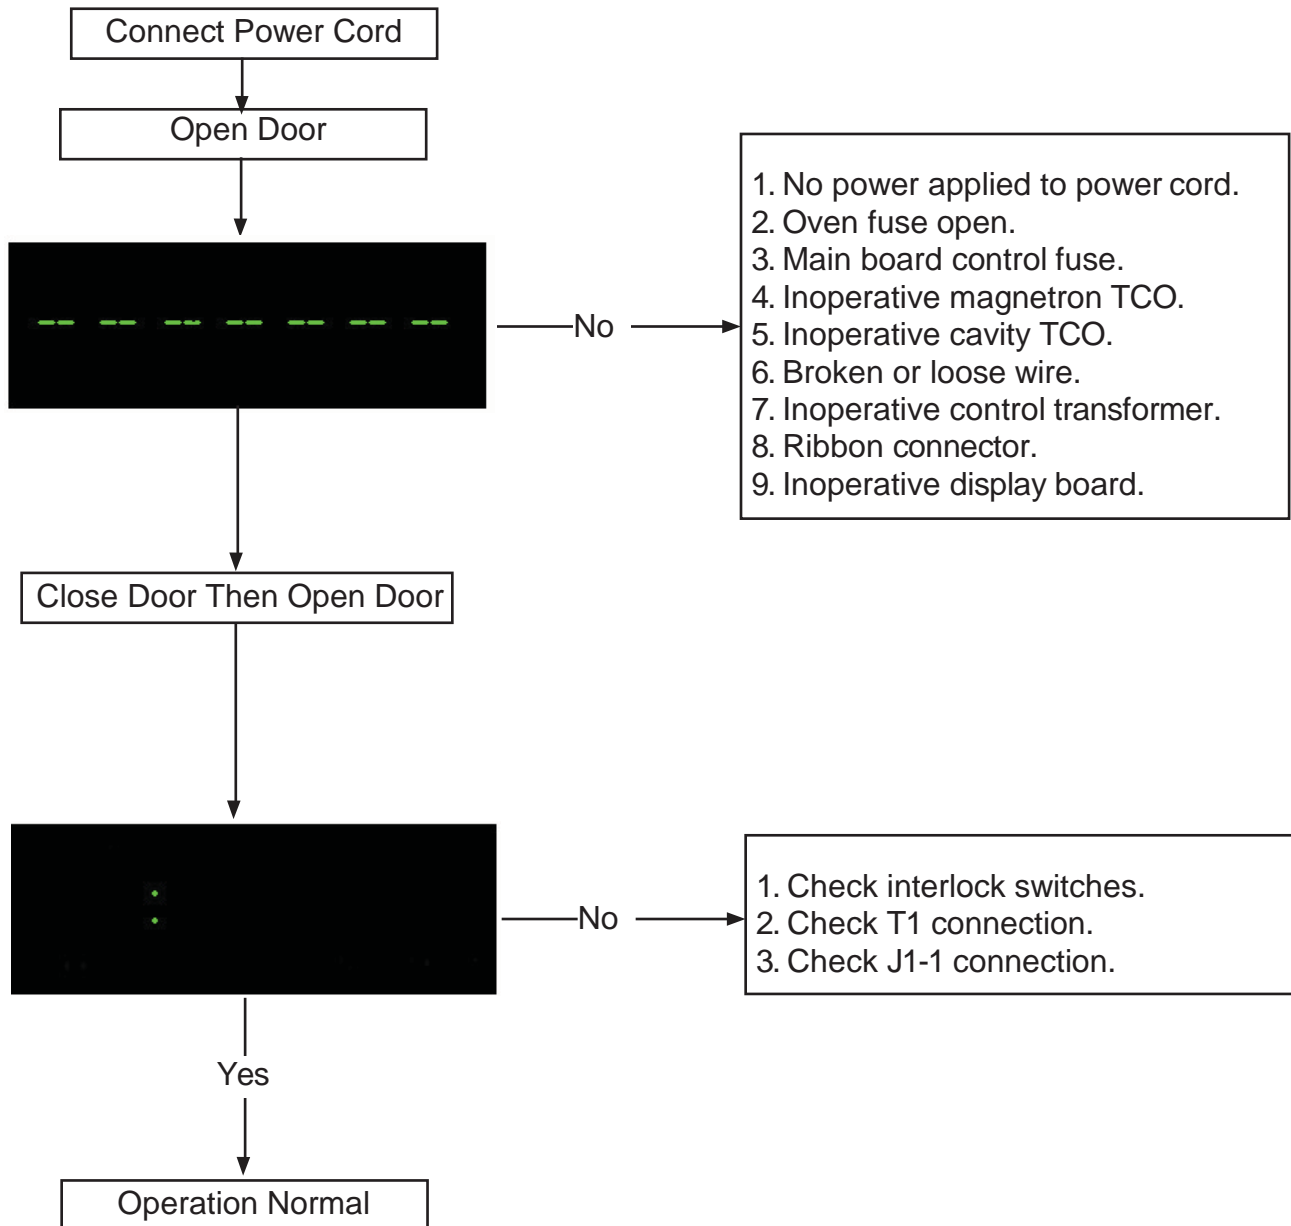 Connect Power Cord
Open Door
-- -- -- -- -- -- --
No
1. No power applied to power cord.
2. Oven fuse open.
3. Main board control fuse.
4. Inoperative magnetron TCO.
5. Inoperative cavity TCO.
6. Broken or loose wire.
7. Inoperative control transformer.
8. Ribbon connector.
9. Inoperative display board.
Close Door Then Open Door
:
No
1. Check interlock switches.
2. Check T1 connection.
3. Check J1-1 connection.
Yes
Operation Normal